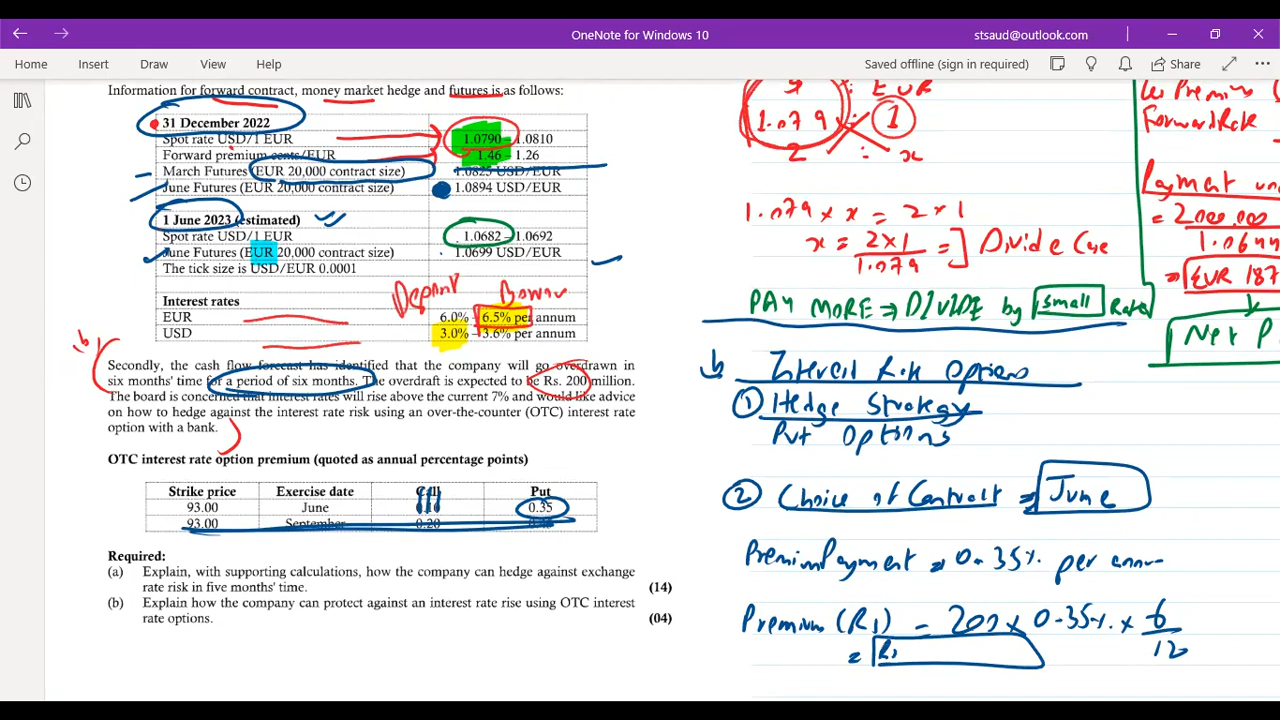 OneNote for Windows 10
stsaud@outlook.com
Home Insert Draw View Help
Saved offline (sign in required) Share
Information for forward contract, money market hedge and futures is as follows:
31 December 2022
Spot rate USD/1 EUR 1.0790 – 1.0810
Forward premium cents/EUR 1.46 – 1.26
March Futures (EUR 20,000 contract size) 1.0825 USD/EUR
June Futures (EUR 20,000 contract size) 1.0894 USD/EUR
1 June 2023 (estimated)
Spot rate USD/1 EUR 1.0682 – 1.0692
June Futures (EUR 20,000 contract size) 1.0699 USD/EUR
The tick size is USD/EUR 0.0001
Deposit Borrow
Interest rates
EUR 6.0% – 6.5% per annum
USD 3.0% – 3.6% per annum
b
Secondly, the cash flow forecast has identified that the company will go overdrawn in
six months' time for a period of six months. The overdraft is expected to be Rs. 200 million.
The board is concerned that interest rates will rise above the current 7% and would like advice
on how to hedge against the interest rate risk using an over-the-counter (OTC) interest rate
option with a bank.
OTC interest rate option premium (quoted as annual percentage points)
Strike price Exercise date Call Put
93.00 June 0.16 0.35
93.00 September 0.20
Required:
(a) Explain, with supporting calculations, how the company can hedge against exchange
rate risk in five months' time. (14)
(b) Explain how the company can protect against an interest rate rise using OTC interest
rate options. (04)
$ : EUR
1.079 1
2 : x
1.079 × x = 2 × 1
x = 2×1 / 1.079 = ] Divide Case
PAY MORE ⇒ DIVIDE by small Rate
b Interest Risk Options
① Hedge Strategy
Put Options
② Choice of Contract ⇒ June
Premium Payment = 0.35% per annum
Premium (Rs) = 200 × 0.35% × 6/12
= Rs
Premium
Forward Rate
Payment
= 2000,000
1.0644
⇒ EUR 187
Net P